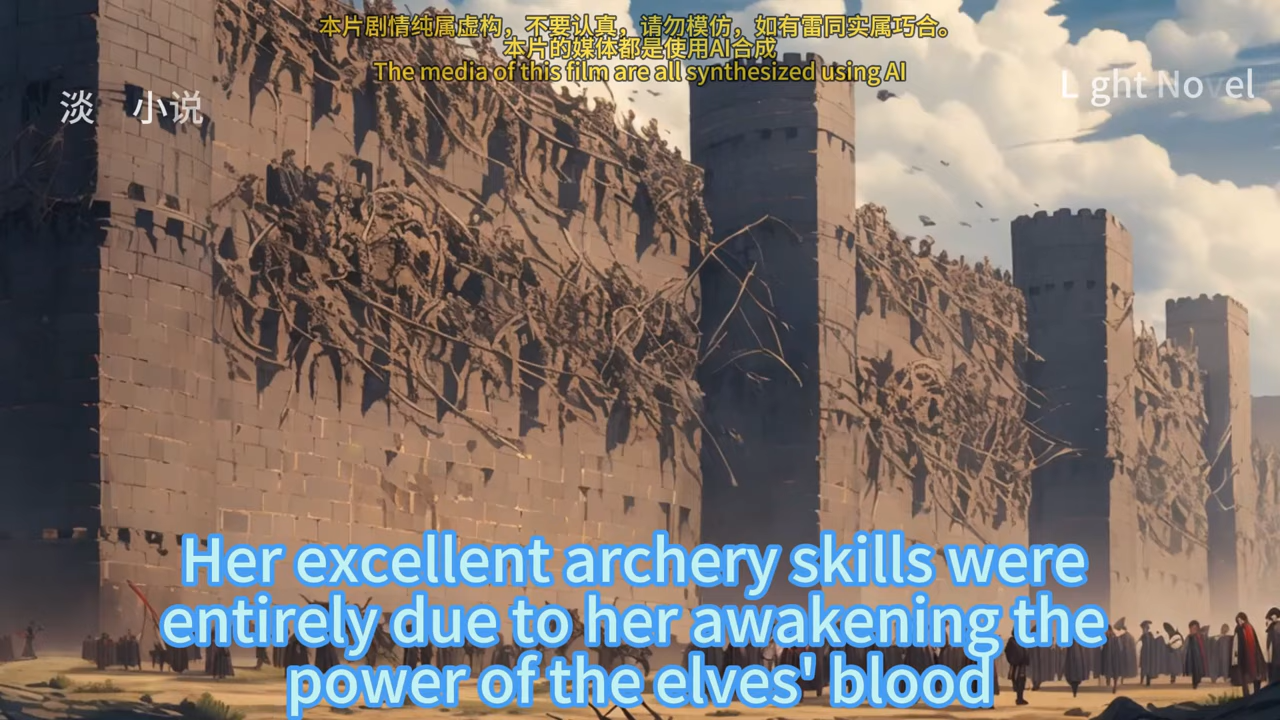 本片剧情纯属虚构，不要认真，请勿模仿，如有雷同实属巧合。
本片的媒体都是使用AI合成
The media of this film are all synthesized using AI
淡 小说
L ght Novel
Her excellent archery skills were
entirely due to her awakening the
power of the elves' blood